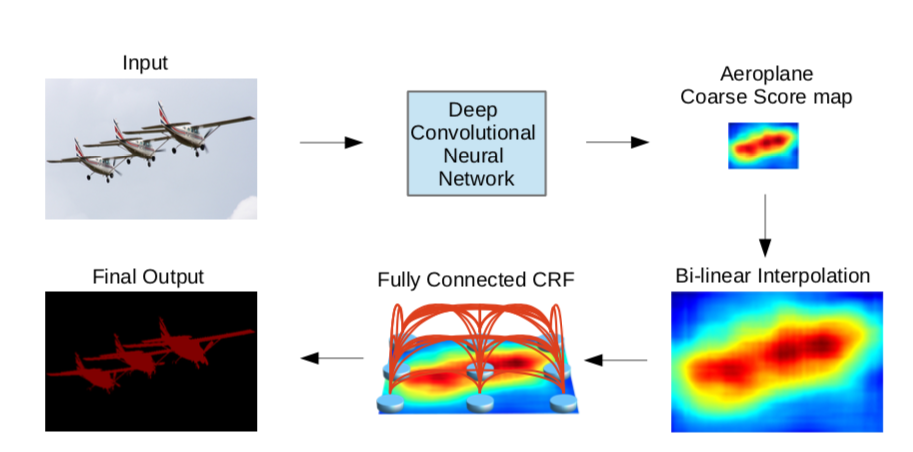 Input
Deep
Convolutional
Neural
Network
Aeroplane
Coarse Score map
Bi-linear Interpolation
Fully Connected CRF
Final Output